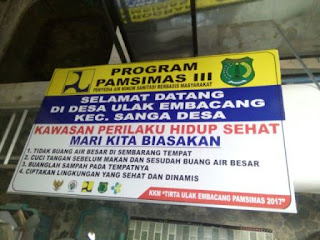 PROGRAM
PAMSIMAS III
PENYEDIA AIR MINUM SANITASI BERBASIS MASYARAKAT
SELAMAT DATANG
DI DESA ULAK EMBACANG
KEC. SANGA DESA
KAWASAN PERILAKU HIDUP SEHAT
MARI KITA BIASAKAN
1. TIDAK BUANG AIR BESAR DI SEMBARANG TEMPAT
2. CUCI TANGAN SEBELUM MAKAN DAN SESUDAH BUANG AIR BESAR
3. BUANGLAH SAMPAH PADA TEMPATNYA
4. CIPTAKAN LINGKUNGAN YANG SEHAT DAN DINAMIS
KKM "TIRTA ULAK EMBACANG PAMSIMAS 2017"